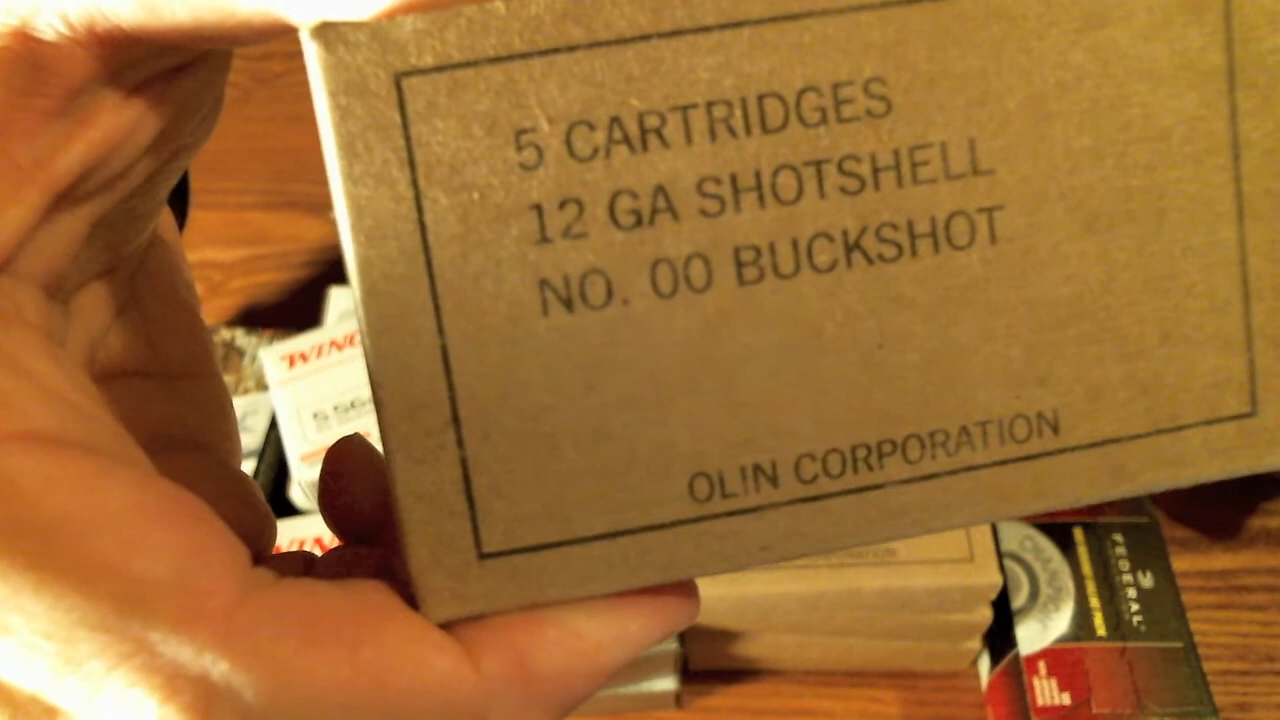 5 CARTRIDGES
12 GA SHOTSHELL
NO. 00 BUCKSHOT
OLIN CORPORATION
FEDERAL